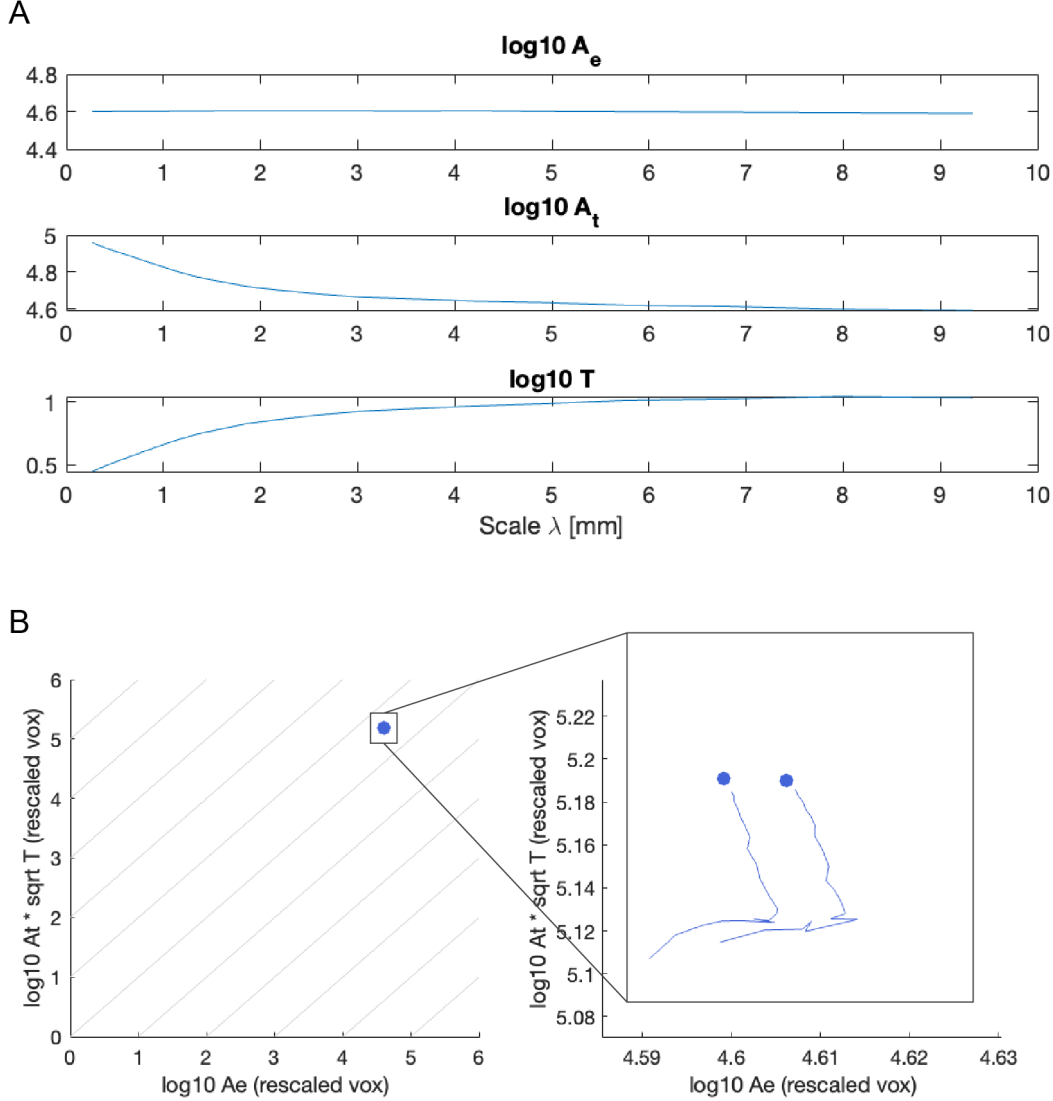 A
log10 A_e
4.8
4.6
4.4
0 1 2 3 4 5 6 7 8 9 10
log10 A_t
5
4.8
4.6
0 1 2 3 4 5 6 7 8 9 10
log10 T
1
0.5
0 1 2 3 4 5 6 7 8 9 10
Scale λ [mm]
B
log10 At * sqrt T (rescaled vox)
6
5
4
3
2
1
0
0 1 2 3 4 5 6
log10 Ae (rescaled vox)
log10 At * sqrt T (rescaled vox)
5.22
5.2
5.18
5.16
5.14
5.12
5.1
5.08
4.59 4.6 4.61 4.62 4.63
log10 Ae (rescaled vox)